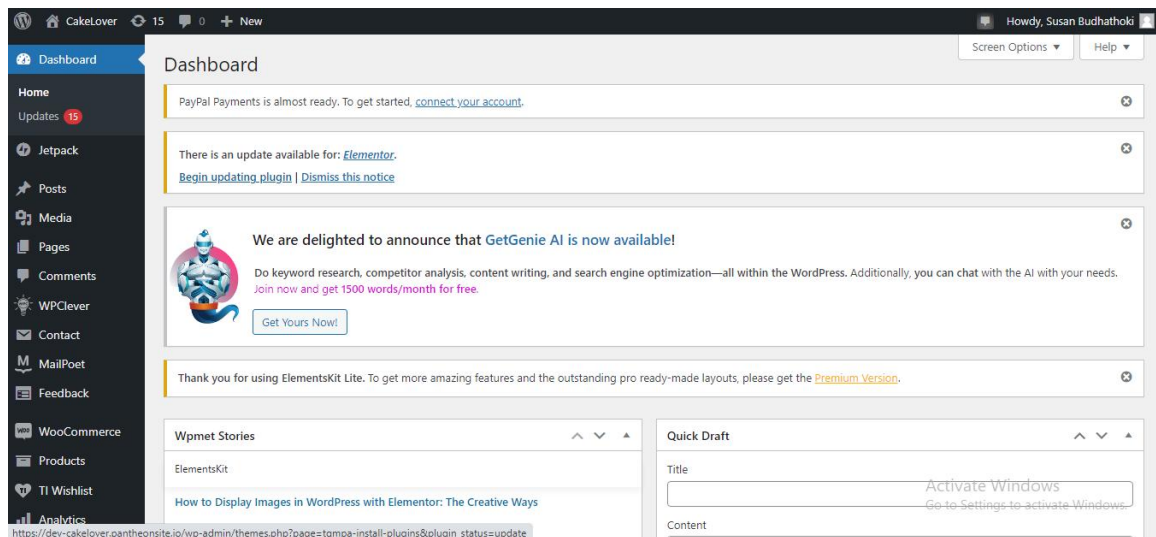 CakeLover 15 0 + New Howdy, Susan Budhathoki
Screen Options ▼ Help ▼
Dashboard
Home
Updates 15
Jetpack
Posts
Media
Pages
Comments
WPClever
Contact
MailPoet
Feedback
WooCommerce
Products
TI Wishlist
Analytics
Dashboard
PayPal Payments is almost ready. To get started, connect your account.
There is an update available for: Elementor.
Begin updating plugin | Dismiss this notice
We are delighted to announce that GetGenie AI is now available!
Do keyword research, competitor analysis, content writing, and search engine optimization—all within the WordPress. Additionally, you can chat with the AI with your needs.
Join now and get 1500 words/month for free.
Get Yours Now!
Thank you for using ElementsKit Lite. To get more amazing features and the outstanding pro ready-made layouts, please get the Premium Version.
Wpmet Stories
ElementsKit
How to Display Images in WordPress with Elementor: The Creative Ways
Quick Draft
Title
Content
Activate Windows
Go to Settings to activate Windows.
https://dev-cakelover.pantheonsite.io/wp-admin/themes.php?page=tgmpa-install-plugins&plugin_status=update